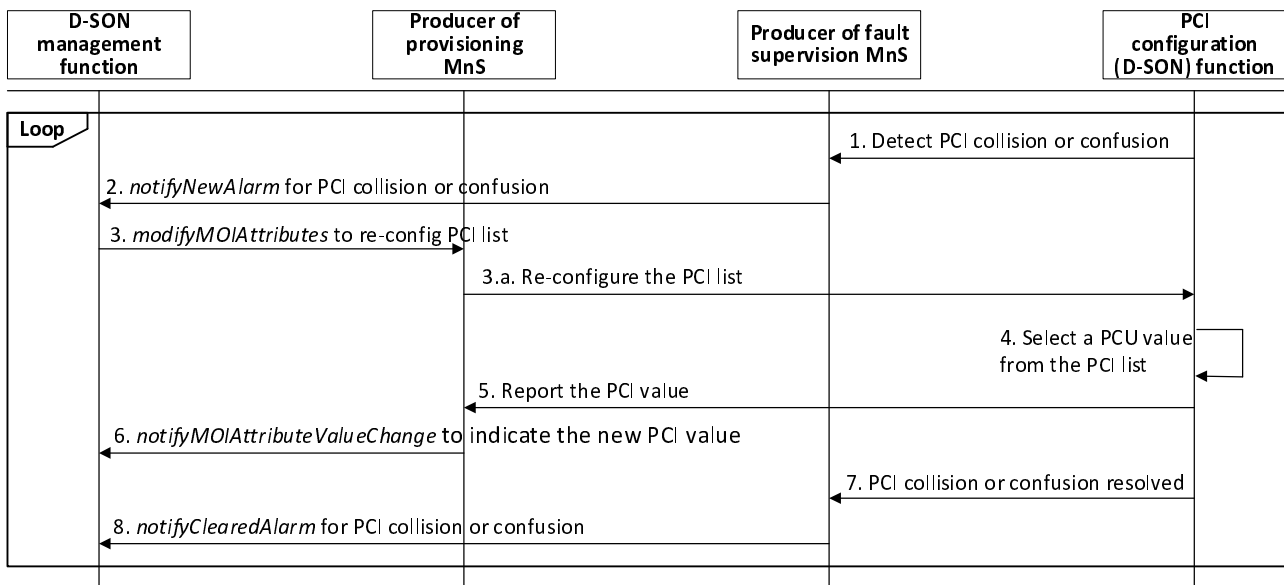 D-SON
management
function
Producer of
provisioning
MnS
Producer of fault
supervision MnS
PCI
configuration
(D-SON) function
Loop
1. Detect PCI collision or confusion
2. notifyNewAlarm for PCI collision or confusion
3. modifyMOIAttributes to re-config PCI list
3.a. Re-configure the PCI list
4. Select a PCU value
from the PCI list
5. Report the PCI value
6. notifyMOIAttributeValueChange to indicate the new PCI value
7. PCI collision or confusion resolved
8. notifyClearedAlarm for PCI collision or confusion